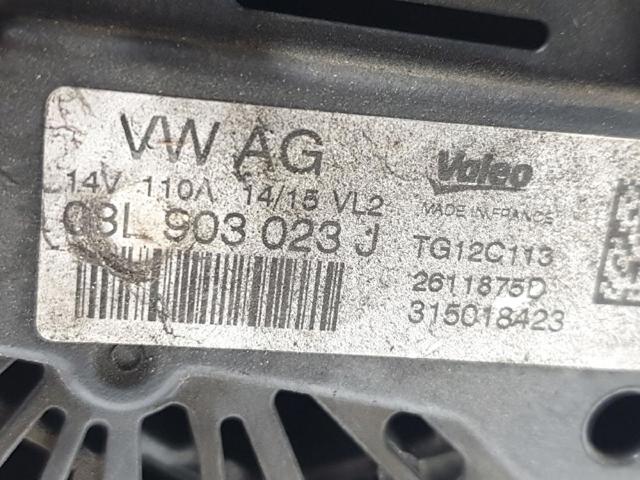 VW AG
14V 110A 14/15 VL2
03L 903 023 J
Valeo
MADE IN FRANCE
TG12C113
2611875D
315018423